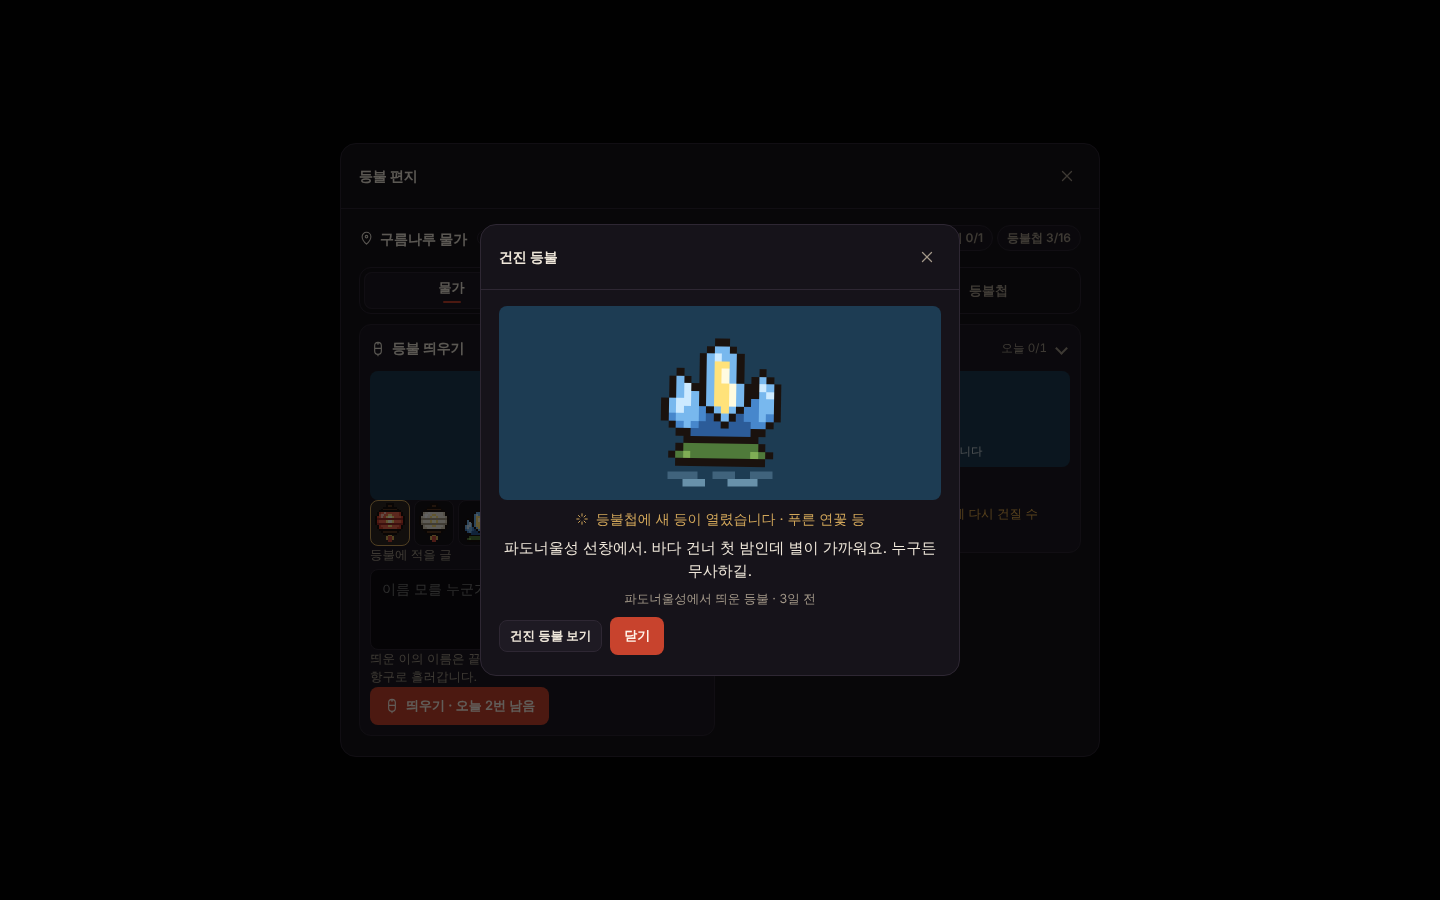 등불 편지
구름나루 물가
0/1
등불첩 3/16
물가
등불첩
등불 띄우기
오늘 0/1
니다
다시 건질 수
등불에 적을 글
이름 모를 누군가
띄운 이의 이름은 끝
항구로 흘러갑니다.
띄우기 · 오늘 2번 남음
건진 등불
등불첩에 새 등이 열렸습니다 · 푸른 연꽃 등
파도너울성 선창에서. 바다 건너 첫 밤인데 별이 가까워요. 누구든
무사하길.
파도너울성에서 띄운 등불 · 3일 전
건진 등불 보기
닫기